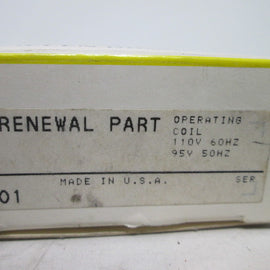 RENEWAL PART
OPERATING
COIL
110V 60HZ
95V 50HZ
MADE IN U.S.A.
SER
01